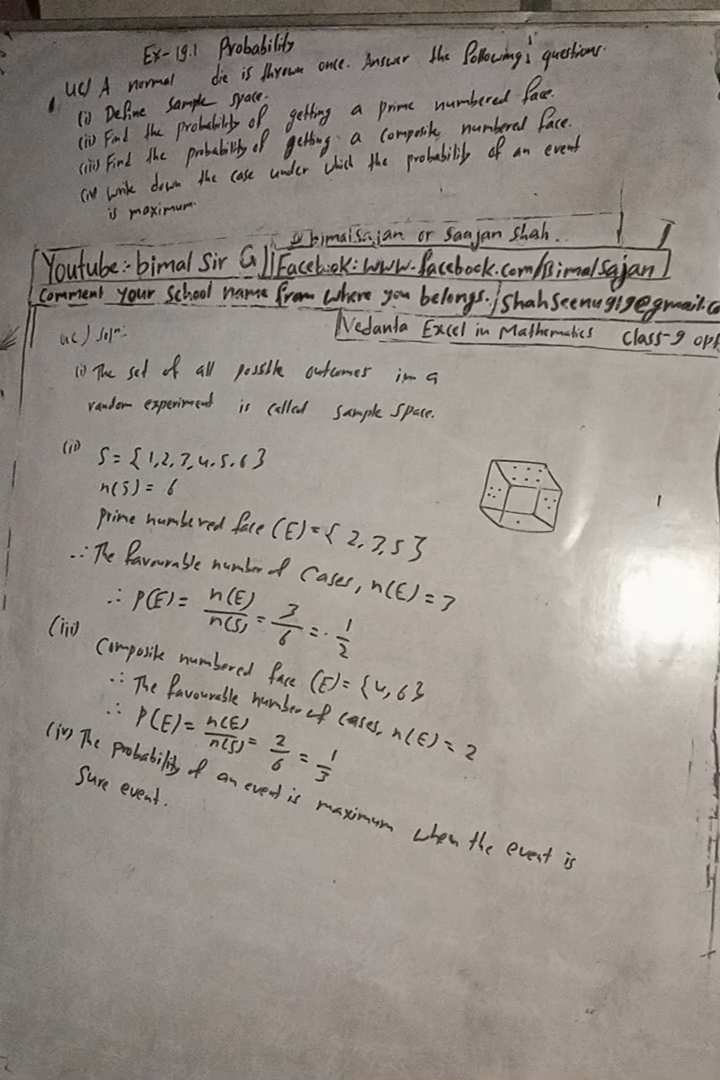 Ex-19.1 Probability
4c) A normal die is thrown once. Answer the following questions.
(i) Define sample space.
(ii) Find the probability of getting a prime numbered face.
(iii) Find the probability of getting a composite numbered face.
(iv) Write down the case under which the probability of an event
is maximum.
bimalsajan or Saajan Shah..
Youtube:- bimal Sir G Facebook: www.facebook.com/Bimalsajan
Comment your School name from where you belongs. shahseenu919@gmail.co
Vedanta Excel in Mathematics Class-9 opt
4c) Solⁿ:
(i) The set of all possible outcomes in a
random experiment is called sample space.
(ii) S = {1,2,3,4,5,6}
n(S) = 6
Prime numbered face (E) = {2,3,5}
∴ The favourable number of cases, n(E) = 3
∴ P(E) = n(E)/n(S) = 3/6 = 1/2
(iii) Composite numbered face (E) = {4,6}
∴ The favourable number of cases, n(E) = 2
∴ P(E) = n(E)/n(S) = 2/6 = 1/3
(iv) The probability of an event is maximum when the event is
Sure event.